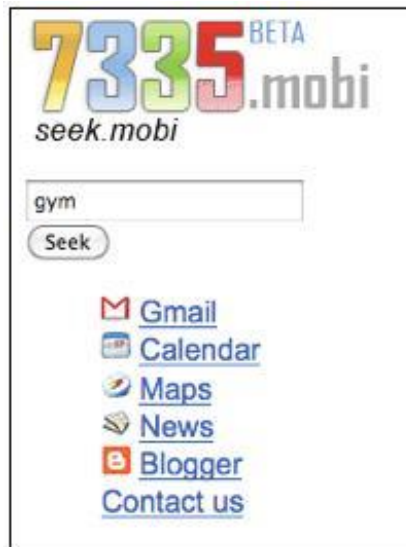 7335 BETA
.mobi
seek.mobi
gym
Seek
Gmail
Calendar
Maps
News
Blogger
Contact us